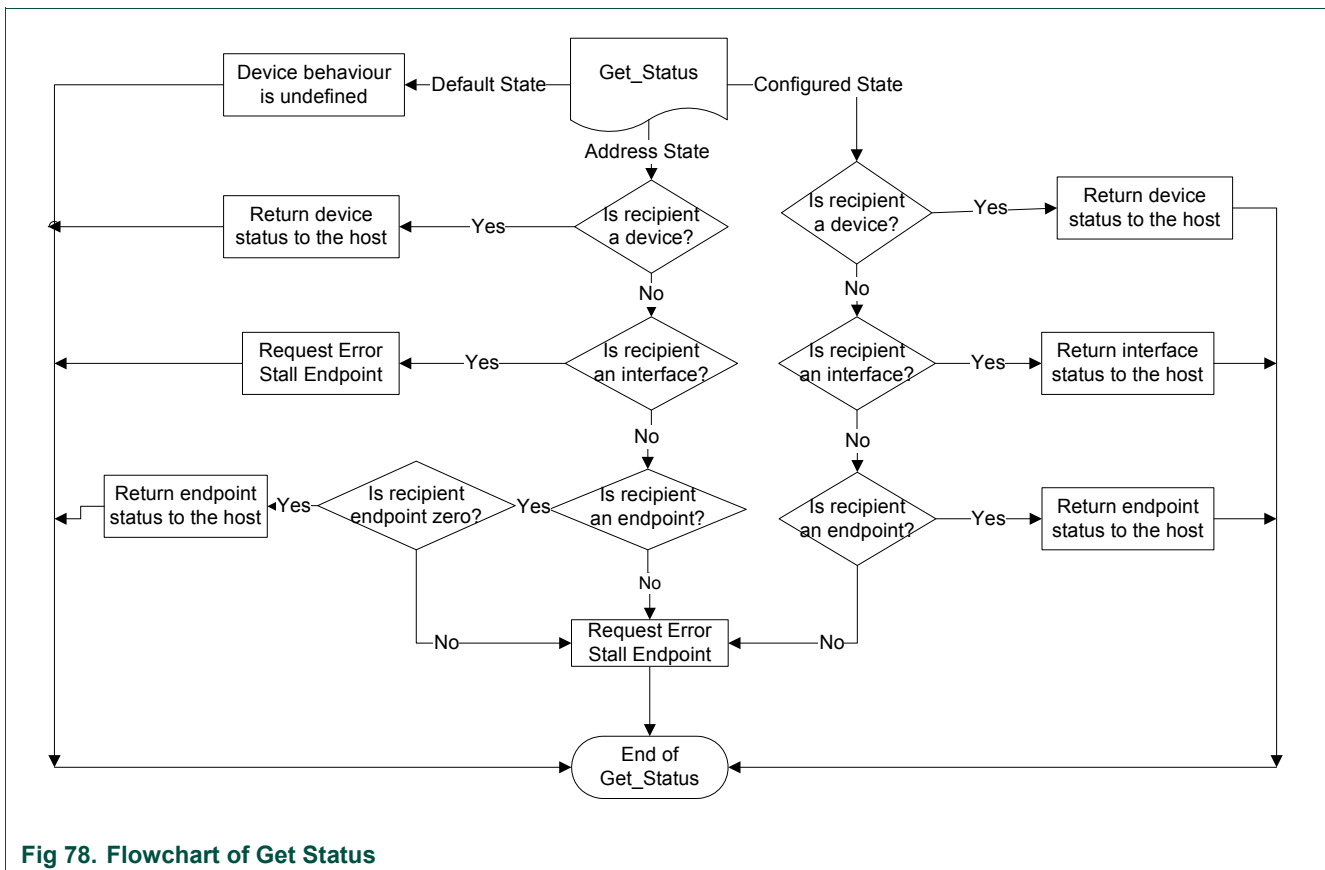 Device behaviour
is undefined
Default State
Get_Status
Configured State
Address State
Return device
status to the host
Yes
Is recipient
a device?
Is recipient
a device?
Yes
Return device
status to the host
No
No
Request Error
Stall Endpoint
Yes
Is recipient
an interface?
Is recipient
an interface?
Yes
Return interface
status to the host
No
No
Return endpoint
status to the host
Yes
Is recipient
endpoint zero?
Yes
Is recipient
an endpoint?
Is recipient
an endpoint?
Yes
Return endpoint
status to the host
No
No
Request Error
Stall Endpoint
No
End of
Get_Status
Fig 78. Flowchart of Get Status